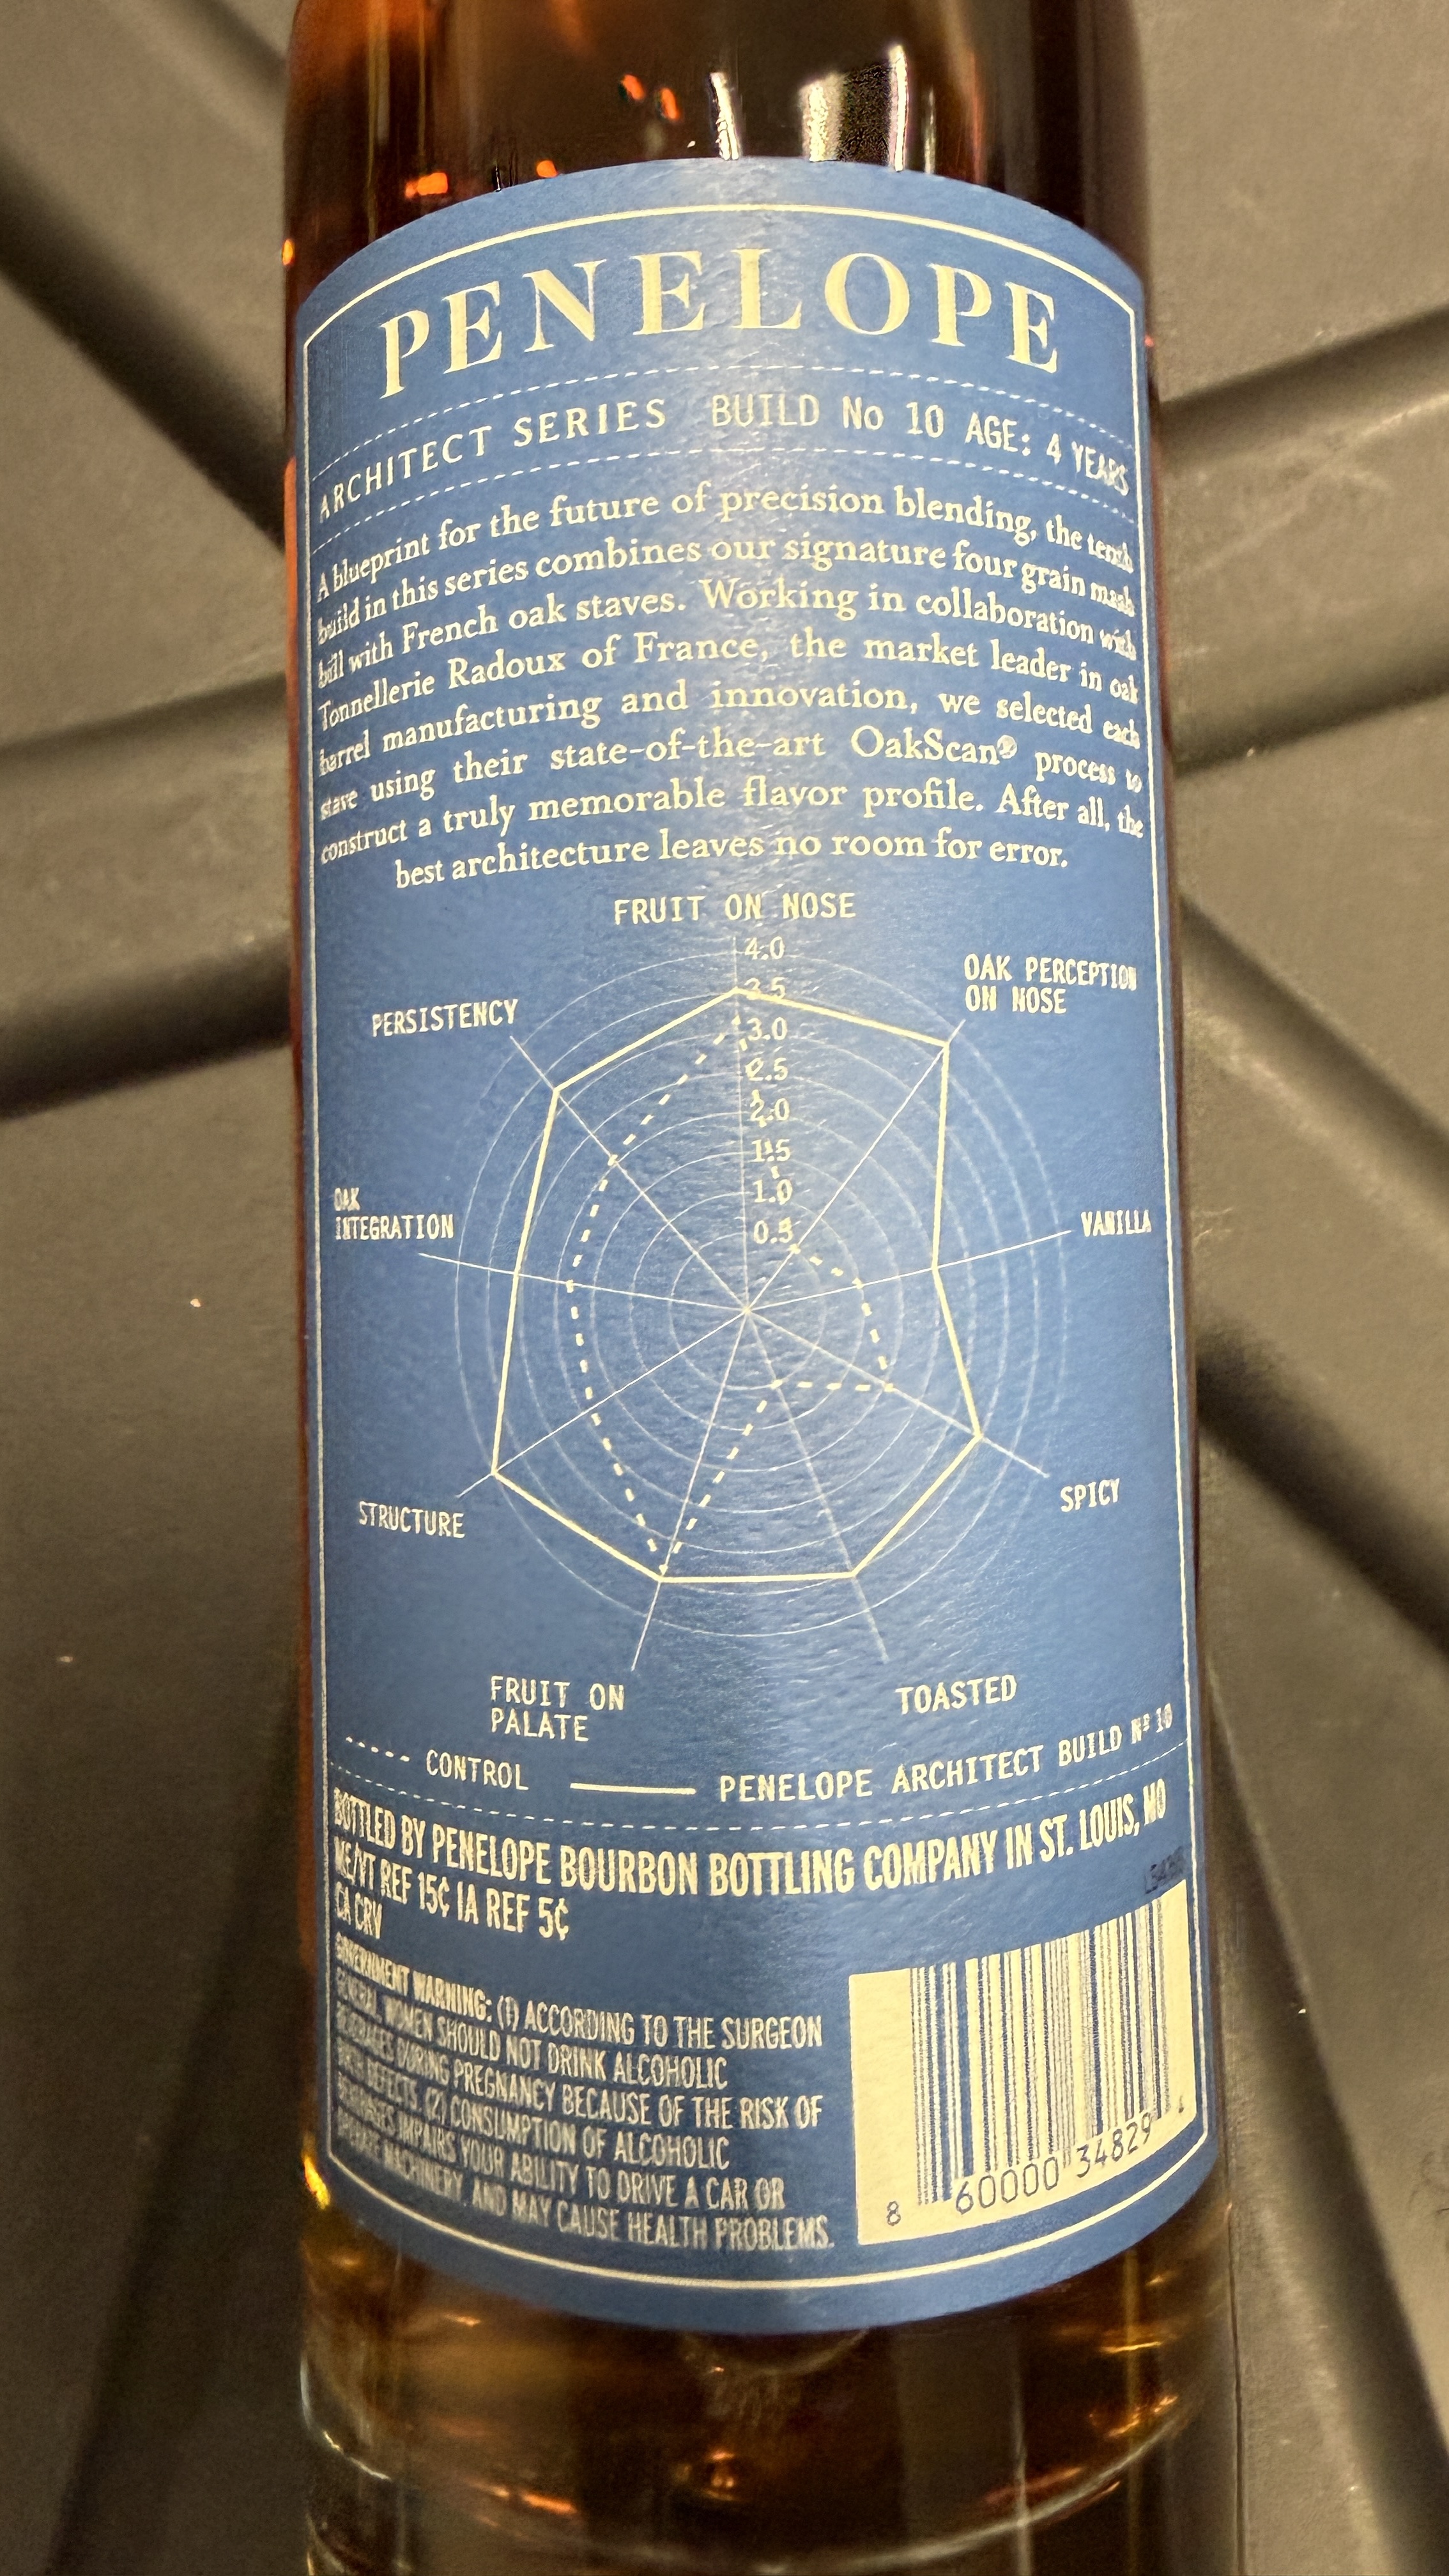 PENELOPE
ARCHITECT SERIES BUILD No 10 AGE: 4 YEARS
A blueprint for the future of precision blending, the tenth
build in this series combines our signature four grain mash
bill with French oak staves. Working in collaboration with
Tonnellerie Radoux of France, the market leader in oak
barrel manufacturing and innovation, we selected each
stave using their state-of-the-art OakScan® process to
construct a truly memorable flavor profile. After all, the
best architecture leaves no room for error.
FRUIT ON NOSE
4.0
OAK PERCEPTION
ON NOSE
3.5
PERSISTENCY
3.0
2.5
2.0
1.5
1.0
OAK
INTEGRATION
VANILLA
0.5
SPICY
STRUCTURE
FRUIT ON
PALATE
TOASTED
CONTROL
PENELOPE ARCHITECT BUILD Nº 10
BOTTLED BY PENELOPE BOURBON BOTTLING COMPANY IN ST. LOUIS, MO
ME/VT REF 15¢ IA REF 5¢
CA CRV
GOVERNMENT WARNING: (1) ACCORDING TO THE SURGEON
GENERAL, WOMEN SHOULD NOT DRINK ALCOHOLIC
BEVERAGES DURING PREGNANCY BECAUSE OF THE RISK OF
BIRTH DEFECTS. (2) CONSUMPTION OF ALCOHOLIC
BEVERAGES IMPAIRS YOUR ABILITY TO DRIVE A CAR OR
OPERATE MACHINERY, AND MAY CAUSE HEALTH PROBLEMS.
8 60000 34829 4